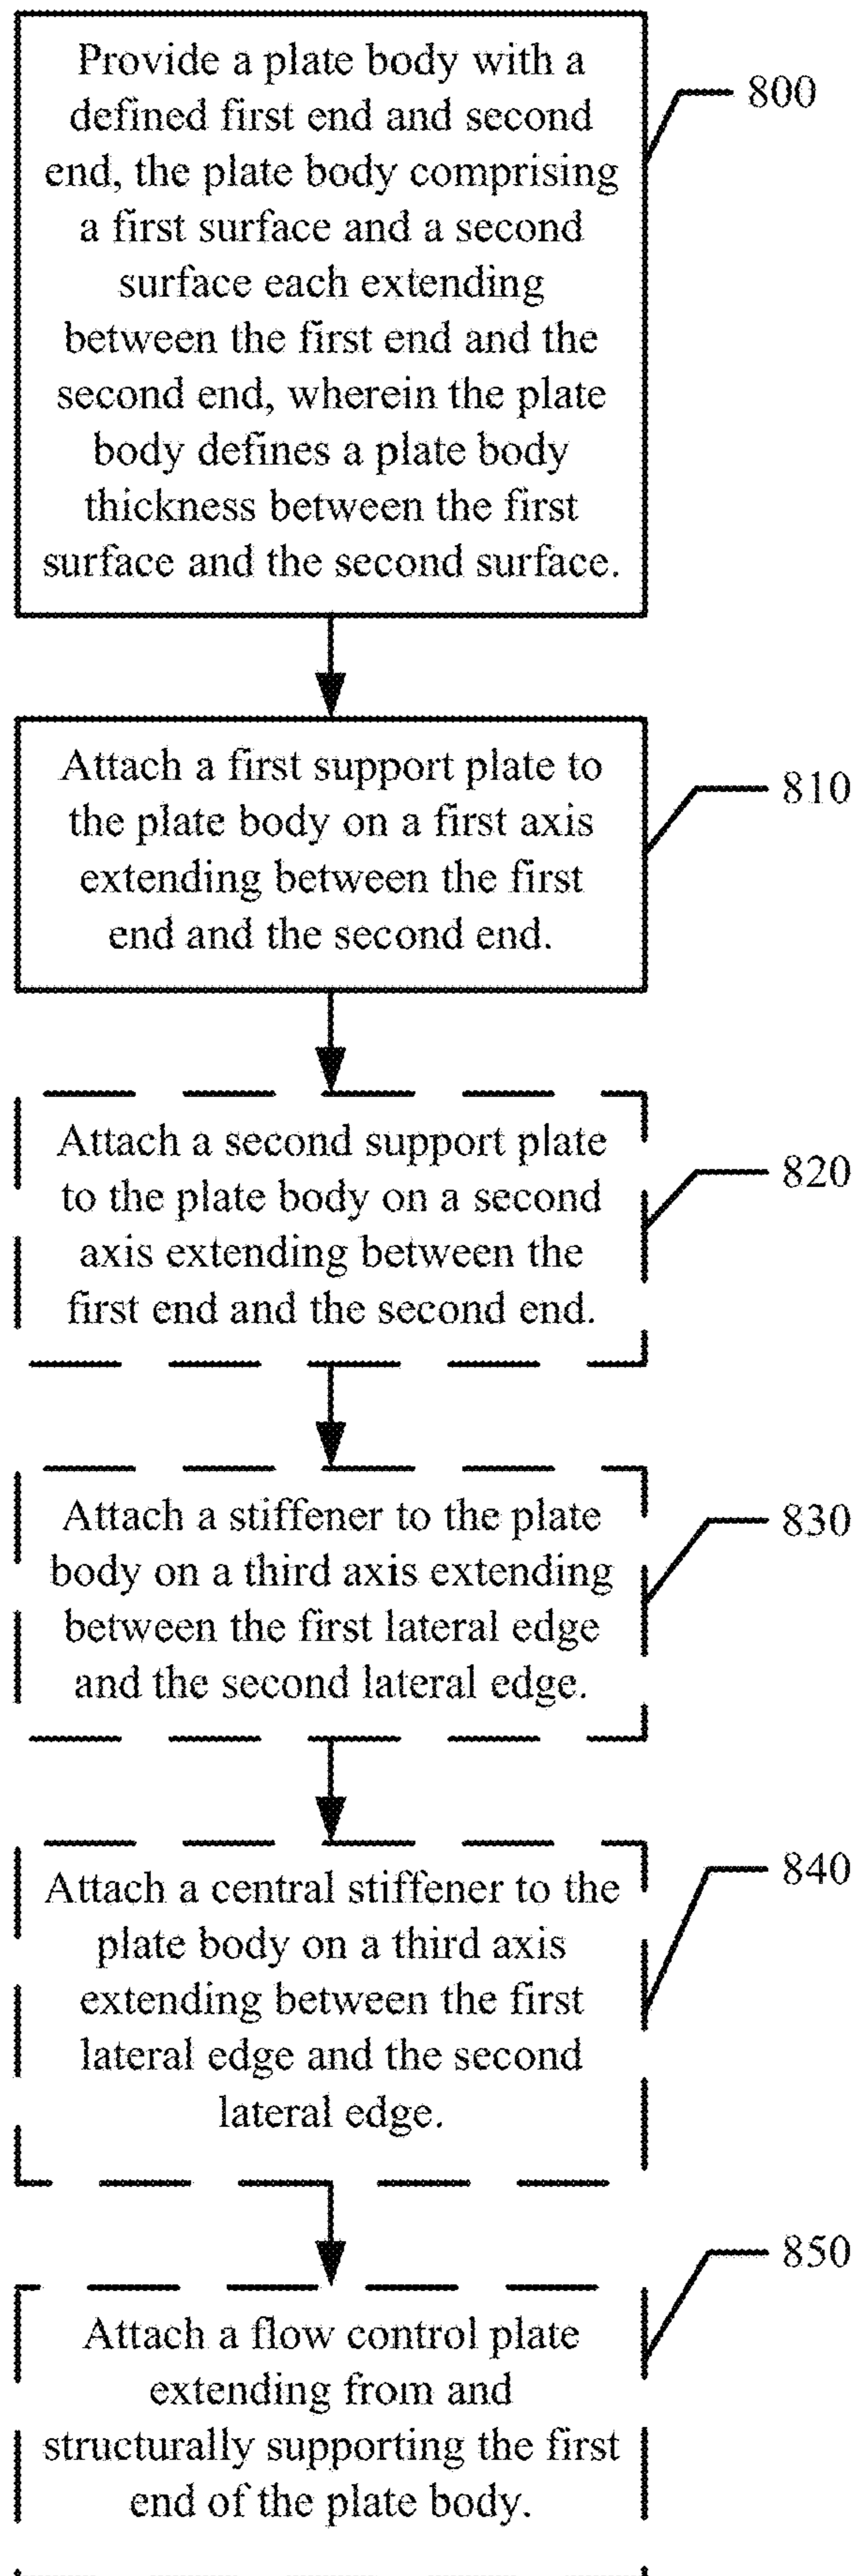 Provide a plate body with a
defined first end and second
end, the plate body comprising
a first surface and a second
surface each extending
between the first end and the
second end, wherein the plate
body defines a plate body
thickness between the first
surface and the second surface.
800
Attach a first support plate to
the plate body on a first axis
extending between the first
end and the second end.
810
Attach a second support plate
to the plate body on a second
axis extending between the
first end and the second end.
820
Attach a stiffener to the plate
body on a third axis extending
between the first lateral edge
and the second lateral edge.
830
Attach a central stiffener to the
plate body on a third axis
extending between the first
lateral edge and the second
lateral edge.
840
Attach a flow control plate
extending from and
structurally supporting the first
end of the plate body.
850